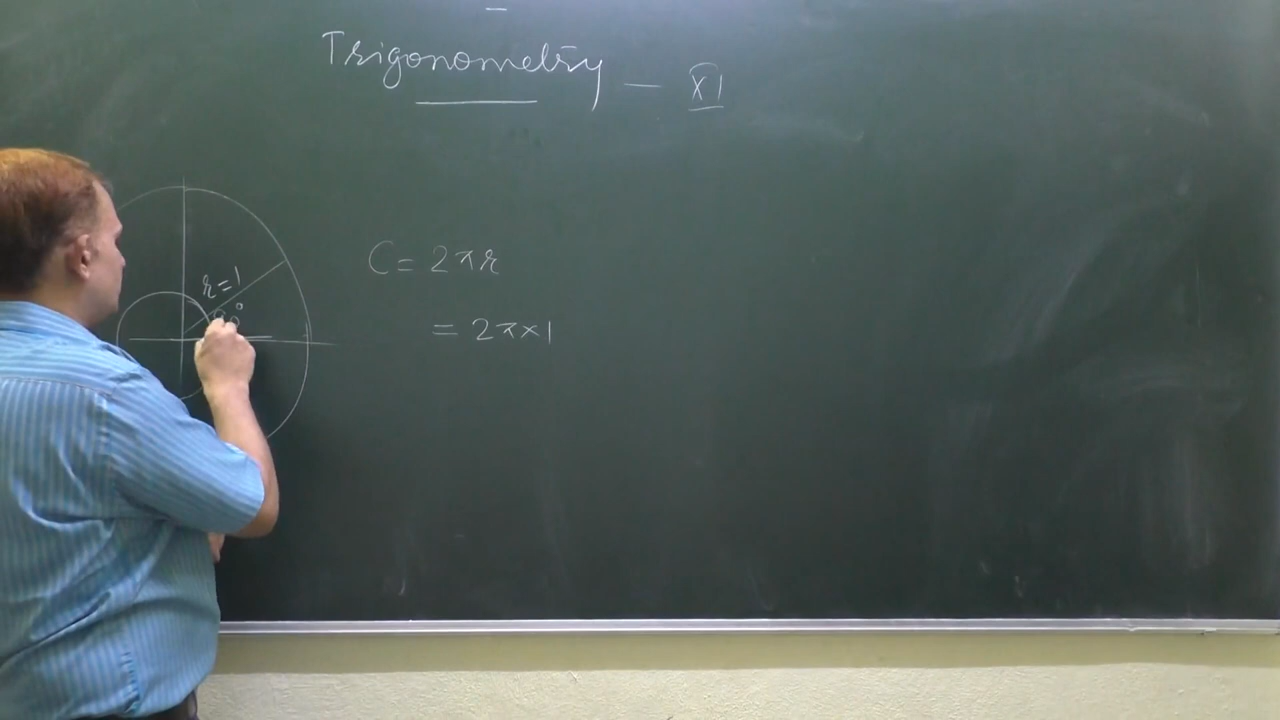 Trigonometry — XI
r=1
C = 2πr
= 2π×1